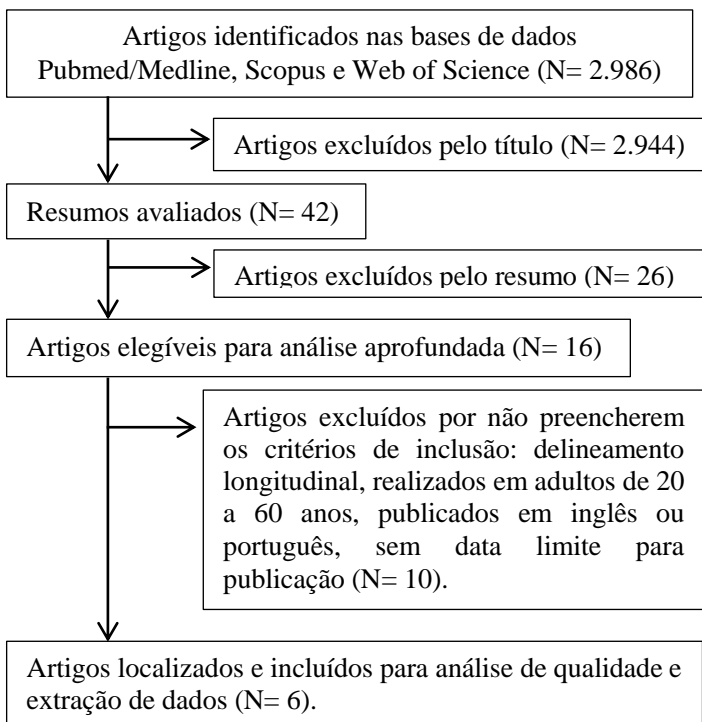 Artigos identificados nas bases de dados
Pubmed/Medline, Scopus e Web of Science (N= 2.986)
Artigos excluídos pelo título (N= 2.944)
Resumos avaliados (N= 42)
Artigos excluídos pelo resumo (N= 26)
Artigos elegíveis para análise aprofundada (N= 16)
Artigos excluídos por não preencherem
os critérios de inclusão: delineamento
longitudinal, realizados em adultos de 20
a 60 anos, publicados em inglês ou
português, sem data limite para
publicação (N= 10).
Artigos localizados e incluídos para análise de qualidade e
extração de dados (N= 6).